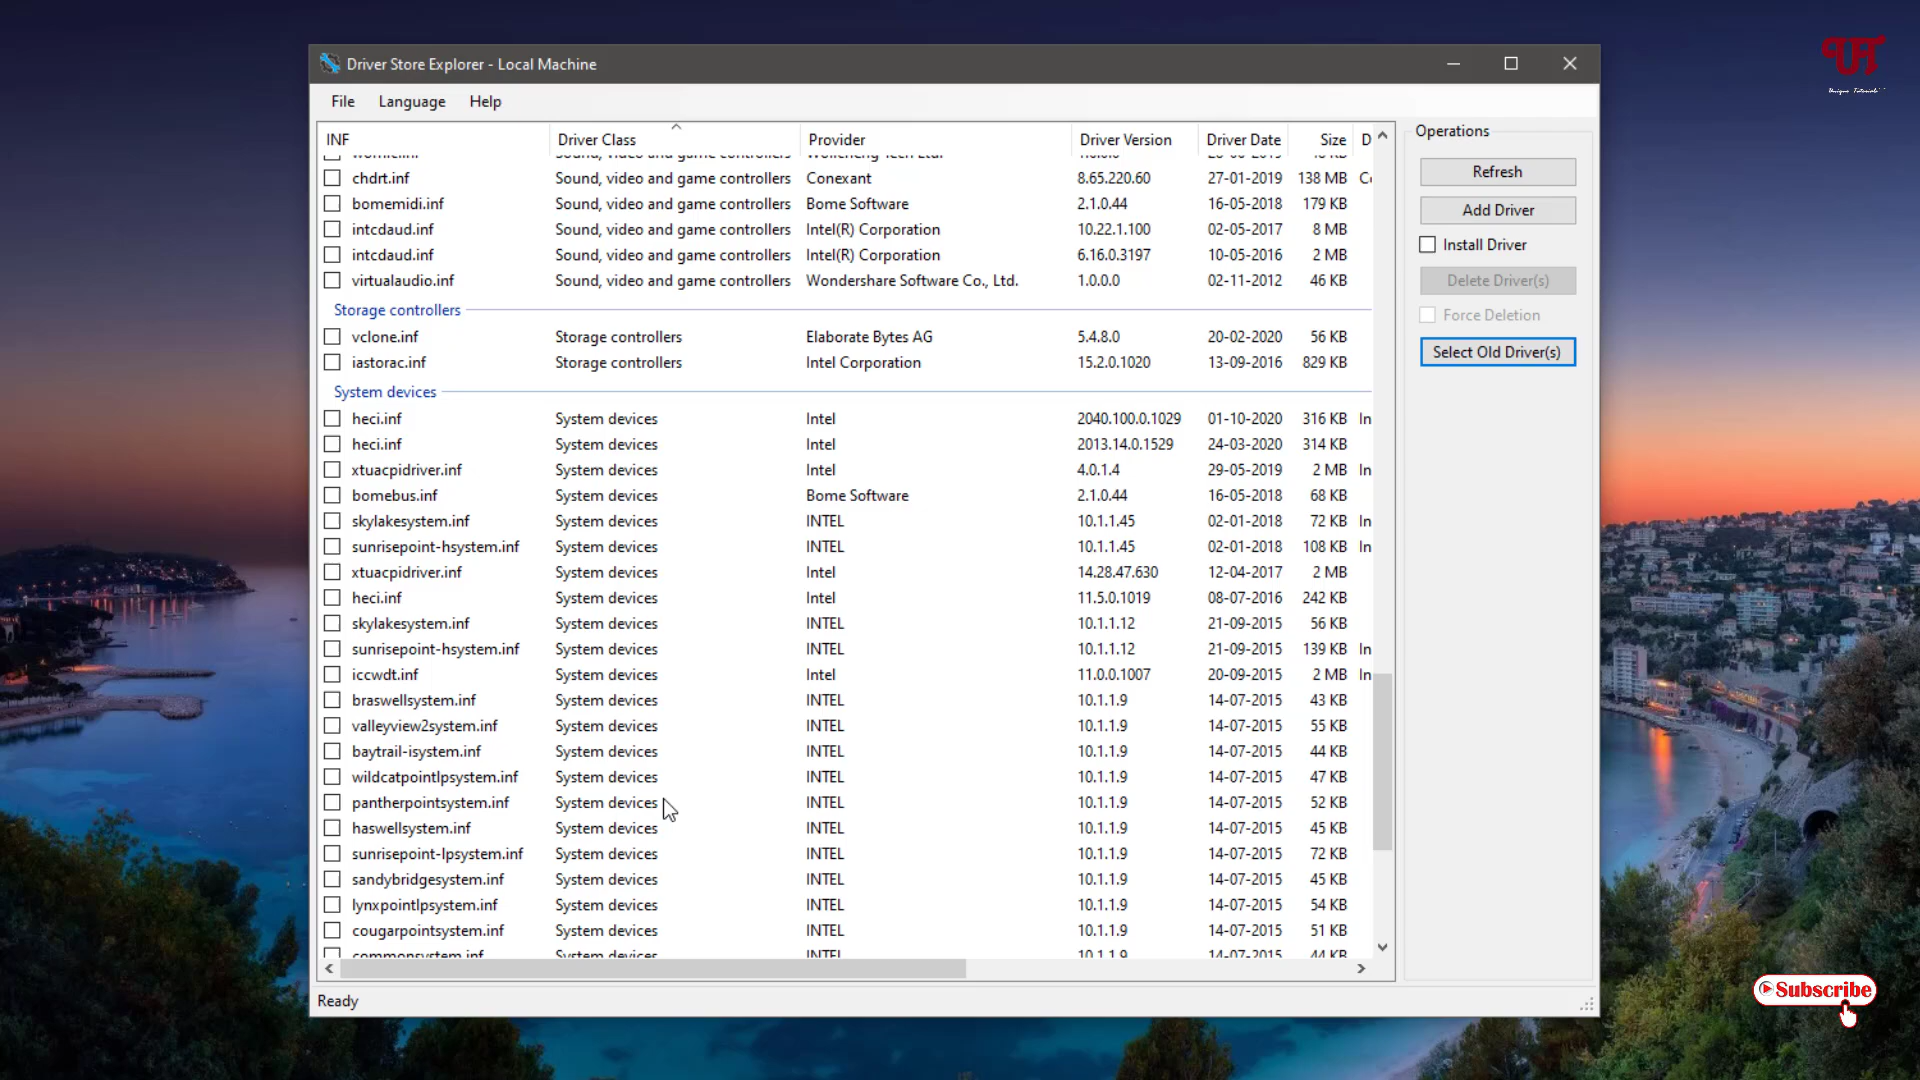 UT
Unique Tutorials
Driver Store Explorer - Local Machine
File Language Help
INF Driver Class Provider Driver Version Driver Date Size D
Operations
chdrt.inf Sound, video and game controllers Conexant 8.65.220.60 27-01-2019 138 MB
bomemidi.inf Sound, video and game controllers Bome Software 2.1.0.44 16-05-2018 179 KB
intcdaud.inf Sound, video and game controllers Intel(R) Corporation 10.22.1.100 02-05-2017 8 MB
intcdaud.inf Sound, video and game controllers Intel(R) Corporation 6.16.0.3197 10-05-2016 2 MB
virtualaudio.inf Sound, video and game controllers Wondershare Software Co., Ltd. 1.0.0.0 02-11-2012 46 KB
Storage controllers
vclone.inf Storage controllers Elaborate Bytes AG 5.4.8.0 20-02-2020 56 KB
iastorac.inf Storage controllers Intel Corporation 15.2.0.1020 13-09-2016 829 KB
System devices
heci.inf System devices Intel 2040.100.0.1029 01-10-2020 316 KB In
heci.inf System devices Intel 2013.14.0.1529 24-03-2020 314 KB
xtuacpidriver.inf System devices Intel 4.0.1.4 29-05-2019 2 MB In
bomebus.inf System devices Bome Software 2.1.0.44 16-05-2018 68 KB
skylakesystem.inf System devices INTEL 10.1.1.45 02-01-2018 72 KB In
sunrisepoint-hsystem.inf System devices INTEL 10.1.1.45 02-01-2018 108 KB In
xtuacpidriver.inf System devices Intel 14.28.47.630 12-04-2017 2 MB
heci.inf System devices Intel 11.5.0.1019 08-07-2016 242 KB
skylakesystem.inf System devices INTEL 10.1.1.12 21-09-2015 56 KB
sunrisepoint-hsystem.inf System devices INTEL 10.1.1.12 21-09-2015 139 KB In
iccwdt.inf System devices Intel 11.0.0.1007 20-09-2015 2 MB In
braswellsystem.inf System devices INTEL 10.1.1.9 14-07-2015 43 KB
valleyview2system.inf System devices INTEL 10.1.1.9 14-07-2015 55 KB
baytrail-isystem.inf System devices INTEL 10.1.1.9 14-07-2015 44 KB
wildcatpointlpsystem.inf System devices INTEL 10.1.1.9 14-07-2015 47 KB
pantherpointsystem.inf System devices INTEL 10.1.1.9 14-07-2015 52 KB
haswellsystem.inf System devices INTEL 10.1.1.9 14-07-2015 45 KB
sunrisepoint-lpsystem.inf System devices INTEL 10.1.1.9 14-07-2015 72 KB
sandybridgesystem.inf System devices INTEL 10.1.1.9 14-07-2015 45 KB
lynxpointlpsystem.inf System devices INTEL 10.1.1.9 14-07-2015 54 KB
cougarpointsystem.inf System devices INTEL 10.1.1.9 14-07-2015 51 KB
commonsystem.inf System devices INTEL 10.1.1.9 14-07-2015 44 KB
Refresh
Add Driver
Install Driver
Delete Driver(s)
Force Deletion
Select Old Driver(s)
Ready
Subscribe